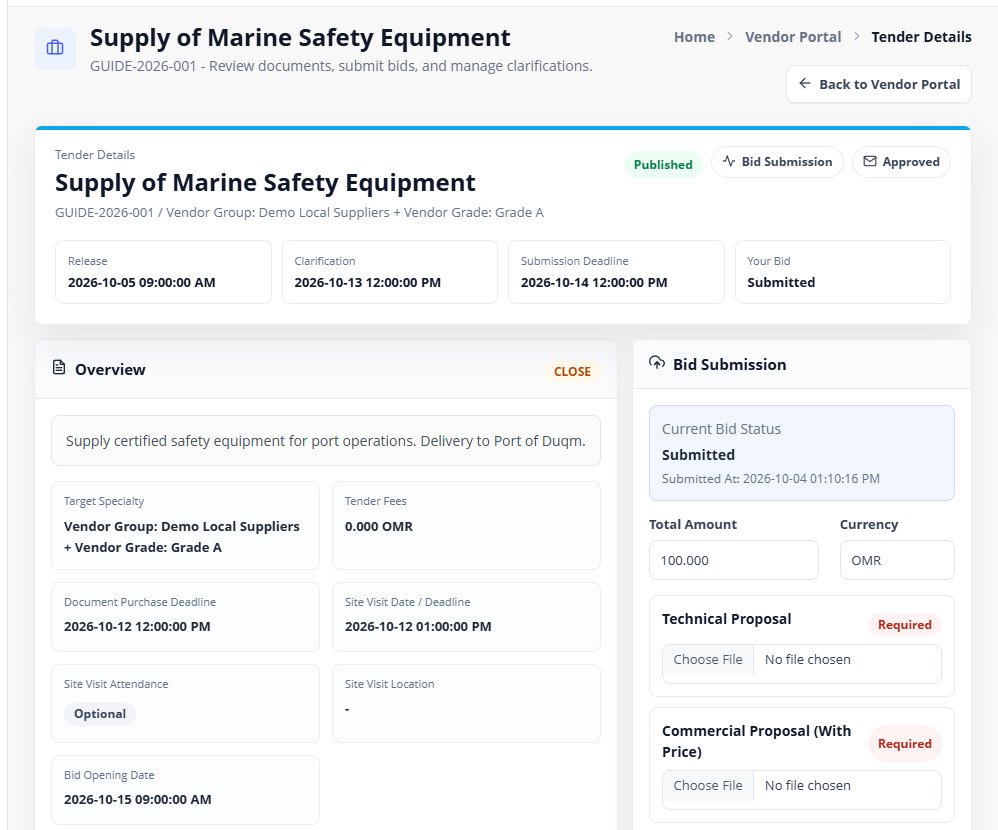 Supply of Marine Safety Equipment
GUIDE-2026-001 - Review documents, submit bids, and manage clarifications.
Home > Vendor Portal > Tender Details
← Back to Vendor Portal
Tender Details
Supply of Marine Safety Equipment
GUIDE-2026-001 / Vendor Group: Demo Local Suppliers + Vendor Grade: Grade A
Published
Bid Submission
Approved
Release
2026-10-05 09:00:00 AM
Clarification
2026-10-13 12:00:00 PM
Submission Deadline
2026-10-14 12:00:00 PM
Your Bid
Submitted
Overview
CLOSE
Supply certified safety equipment for port operations. Delivery to Port of Duqm.
Target Specialty
Vendor Group: Demo Local Suppliers
+ Vendor Grade: Grade A
Tender Fees
0.000 OMR
Document Purchase Deadline
2026-10-12 12:00:00 PM
Site Visit Date / Deadline
2026-10-12 01:00:00 PM
Site Visit Attendance
Optional
Site Visit Location
-
Bid Opening Date
2026-10-15 09:00:00 AM
Bid Submission
Current Bid Status
Submitted
Submitted At: 2026-10-04 01:10:16 PM
Total Amount
100.000
Currency
OMR
Technical Proposal
Required
Choose File No file chosen
Commercial Proposal (With
Price)
Required
Choose File No file chosen